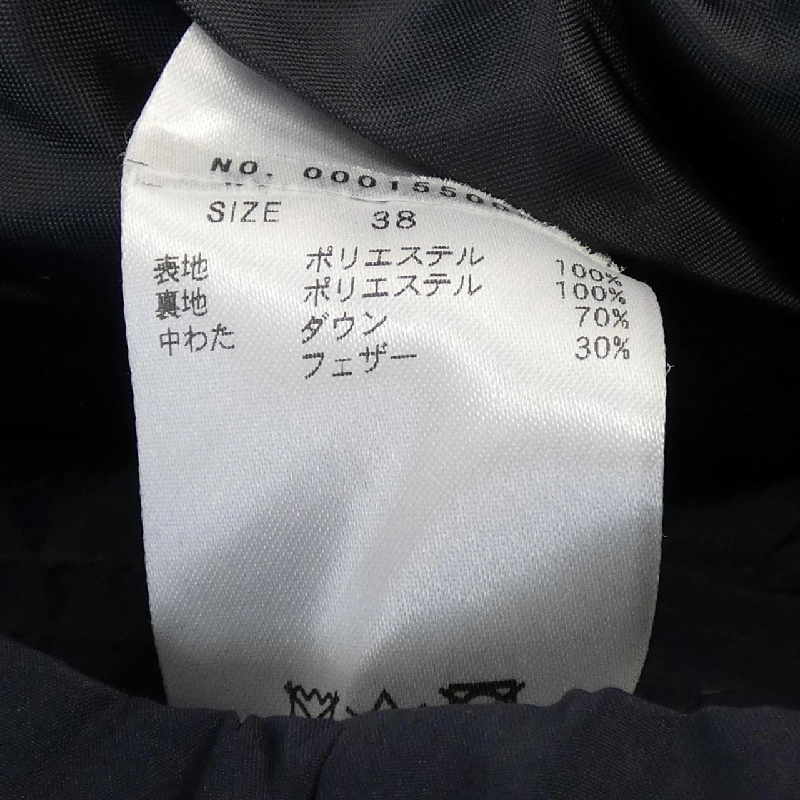 NO. 0001550
SIZE 38
表地 ポリエステル 100%
裏地 ポリエステル 100%
中わた ダウン 70%
フェザー 30%